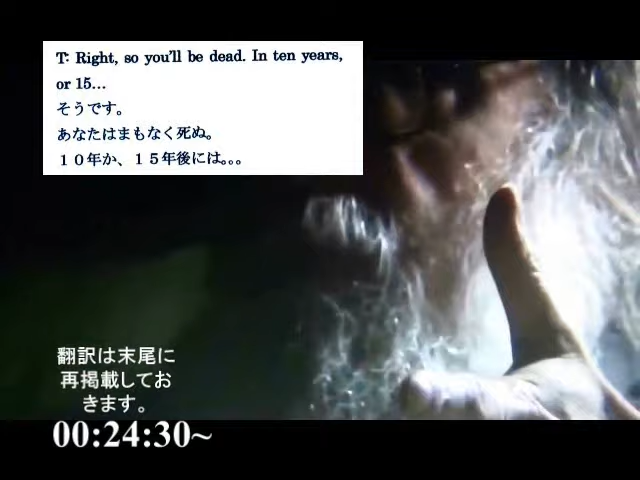 T: Right, so you'll be dead. In ten years,
or 15...
そうです。
あなたはまもなく死ぬ。
１０年か、１５年後には。。。
翻訳は末尾に
再掲載してお
きます。
00:24:30~